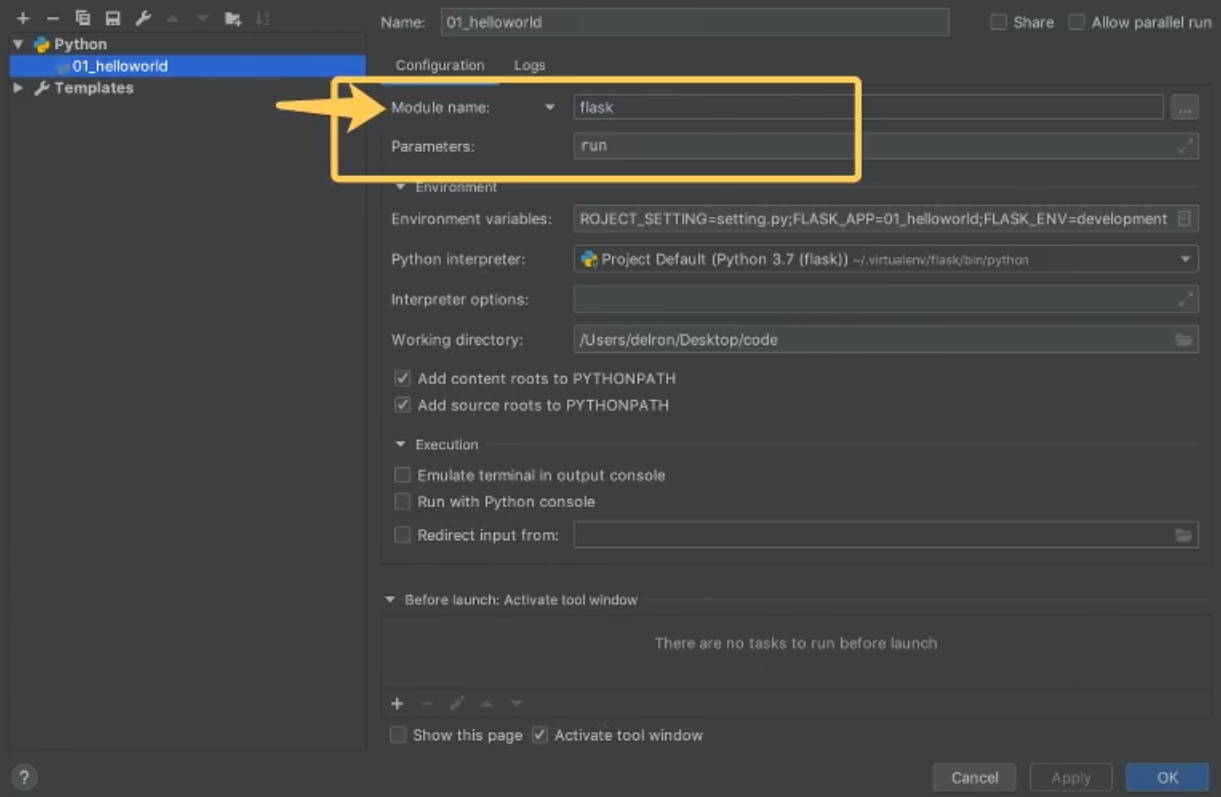 Name: 01_helloworld Share Allow parallel run
Python
01_helloworld
Templates
Configuration Logs
Module name: flask ...
Parameters: run
Environment
Environment variables: ROJECT_SETTING=setting.py;FLASK_APP=01_helloworld;FLASK_ENV=development
Python interpreter: Project Default (Python 3.7 (flask)) ~/.virtualenv/flask/bin/python
Interpreter options:
Working directory: /Users/delron/Desktop/code
Add content roots to PYTHONPATH
Add source roots to PYTHONPATH
Execution
Emulate terminal in output console
Run with Python console
Redirect input from:
Before launch: Activate tool window
There are no tasks to run before launch
Show this page Activate tool window
? Cancel Apply OK